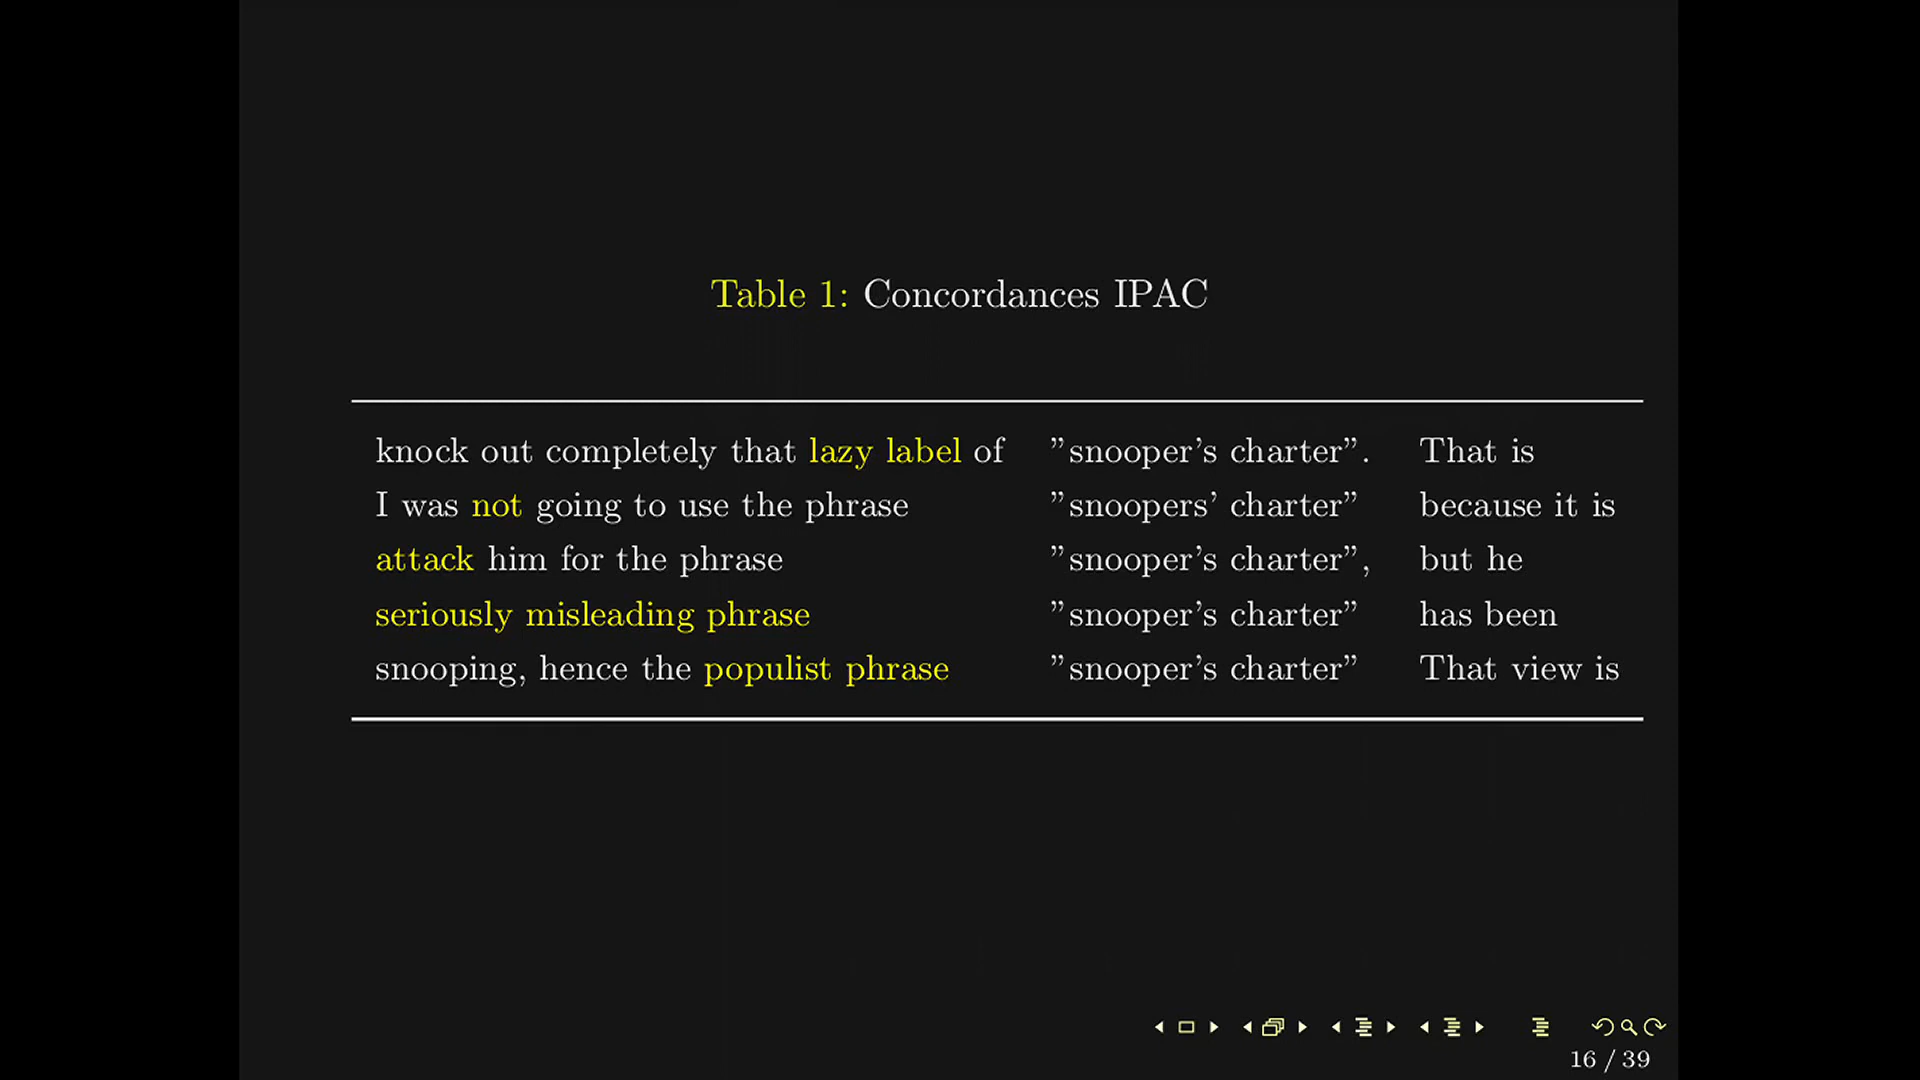 Table 1: Concordances IPAC
knock out completely that lazy label of ”snooper’s charter”. That is
I was not going to use the phrase ”snoopers’ charter” because it is
attack him for the phrase ”snooper’s charter”, but he
seriously misleading phrase ”snooper’s charter” has been
snooping, hence the populist phrase ”snooper’s charter” That view is
16 / 39